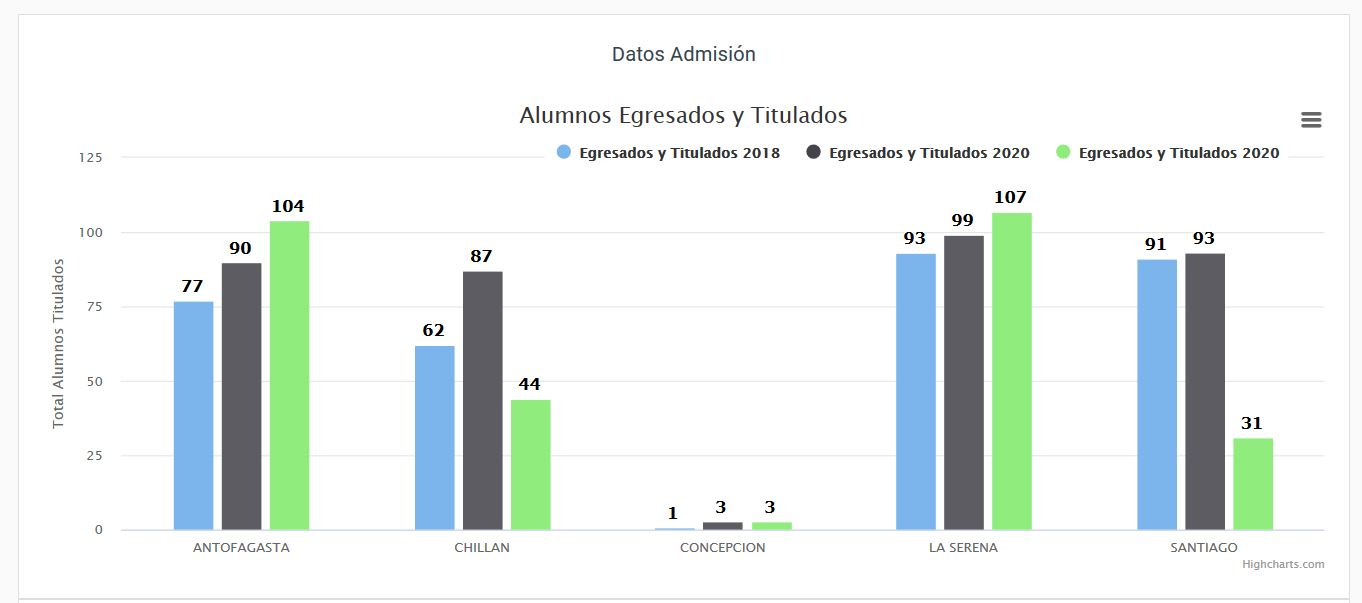 Datos Admisión
Alumnos Egresados y Titulados
Egresados y Titulados 2018 Egresados y Titulados 2020 Egresados y Titulados 2020
Total Alumnos Titulados
125
100
75
50
25
0
77 90 104
62 87 44
1 3 3
93 99 107
91 93 31
ANTOFAGASTA CHILLAN CONCEPCION LA SERENA SANTIAGO
Highcharts.com